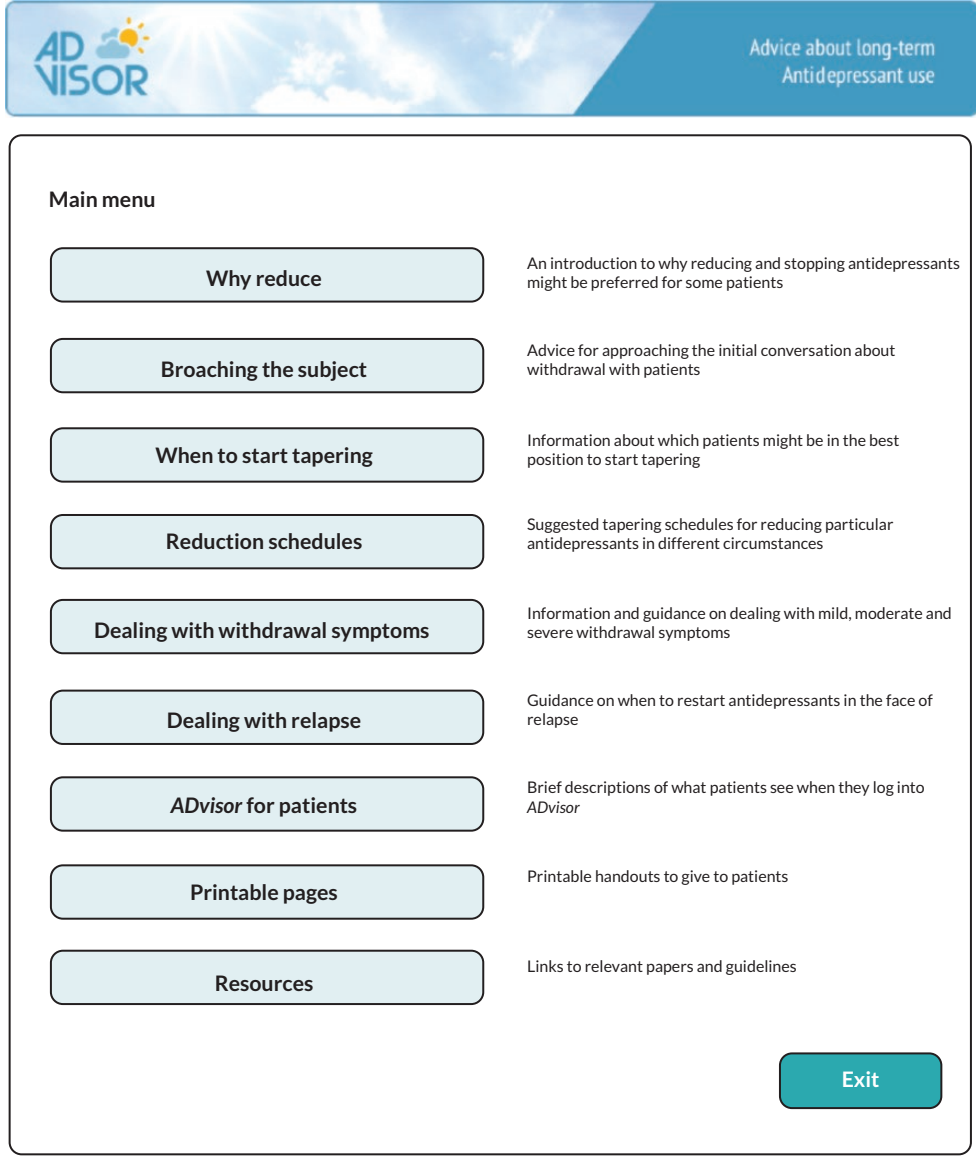 AD
VISOR
Advice about long-term
Antidepressant use
Main menu
Why reduce
An introduction to why reducing and stopping antidepressants
might be preferred for some patients
Broaching the subject
Advice for approaching the initial conversation about
withdrawal with patients
When to start tapering
Information about which patients might be in the best
position to start tapering
Reduction schedules
Suggested tapering schedules for reducing particular
antidepressants in different circumstances
Dealing with withdrawal symptoms
Information and guidance on dealing with mild, moderate and
severe withdrawal symptoms
Dealing with relapse
Guidance on when to restart antidepressants in the face of
relapse
ADvisor for patients
Brief descriptions of what patients see when they log into
ADvisor
Printable pages
Printable handouts to give to patients
Resources
Links to relevant papers and guidelines
Exit